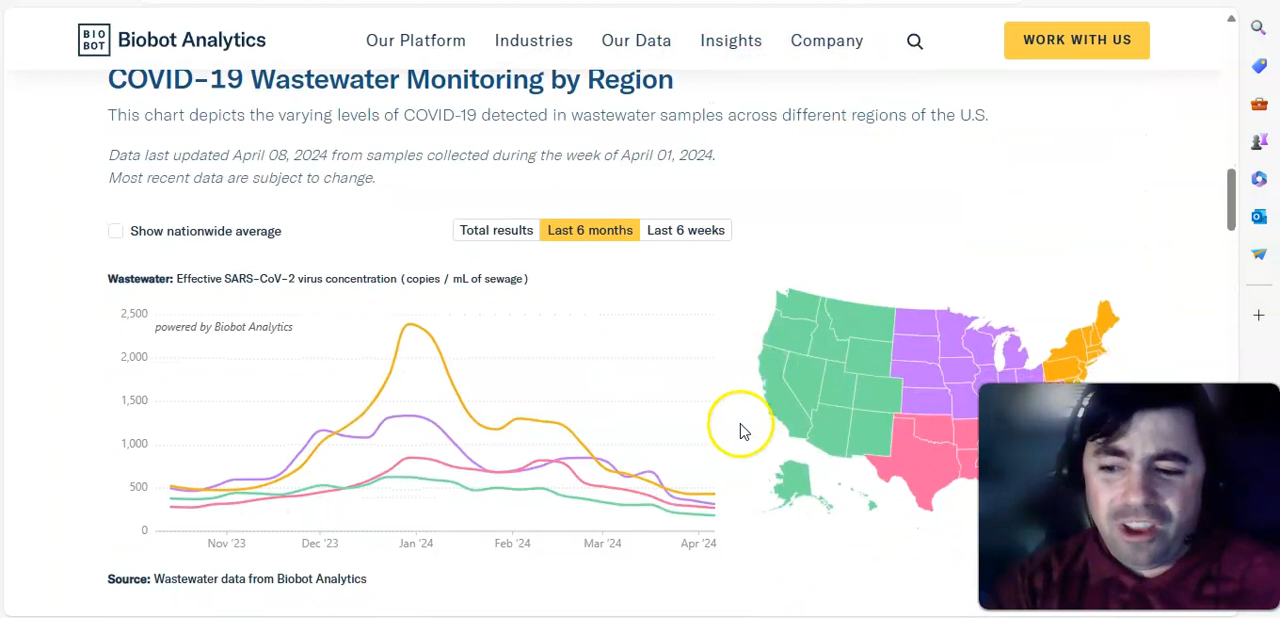 BIO
BOT
Biobot Analytics
Our Platform
Industries
Our Data
Insights
Company
WORK WITH US
COVID-19 Wastewater Monitoring by Region
This chart depicts the varying levels of COVID-19 detected in wastewater samples across different regions of the U.S.
Data last updated April 08, 2024 from samples collected during the week of April 01, 2024.
Most recent data are subject to change.
Show nationwide average
Total results
Last 6 months
Last 6 weeks
Wastewater: Effective SARS-CoV-2 virus concentration (copies / mL of sewage)
2,500
powered by Biobot Analytics
2,000
1,500
1,000
500
0
Nov '23
Dec '23
Jan '24
Feb '24
Mar '24
Apr '24
Source: Wastewater data from Biobot Analytics